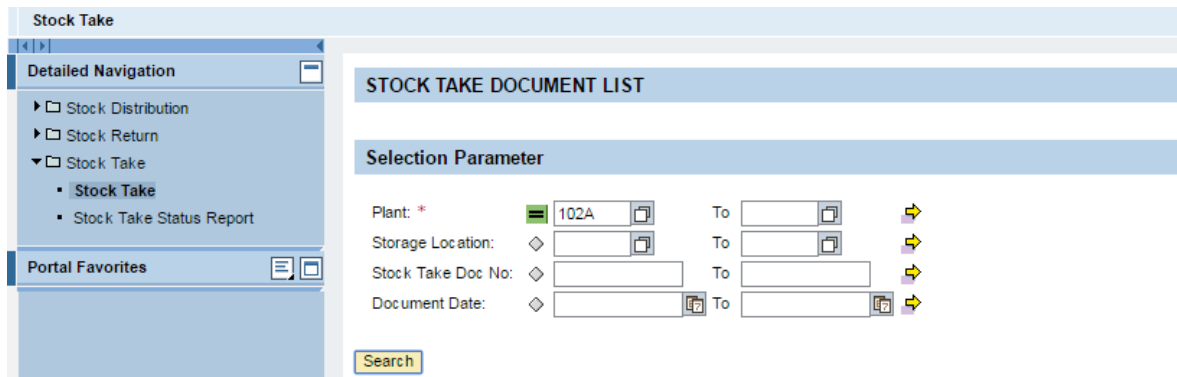 Stock Take
Detailed Navigation
Stock Distribution
Stock Return
Stock Take
Stock Take
Stock Take Status Report
Portal Favorites
STOCK TAKE DOCUMENT LIST
Selection Parameter
Plant: * 102A To
Storage Location: To
Stock Take Doc No: To
Document Date: To
Search